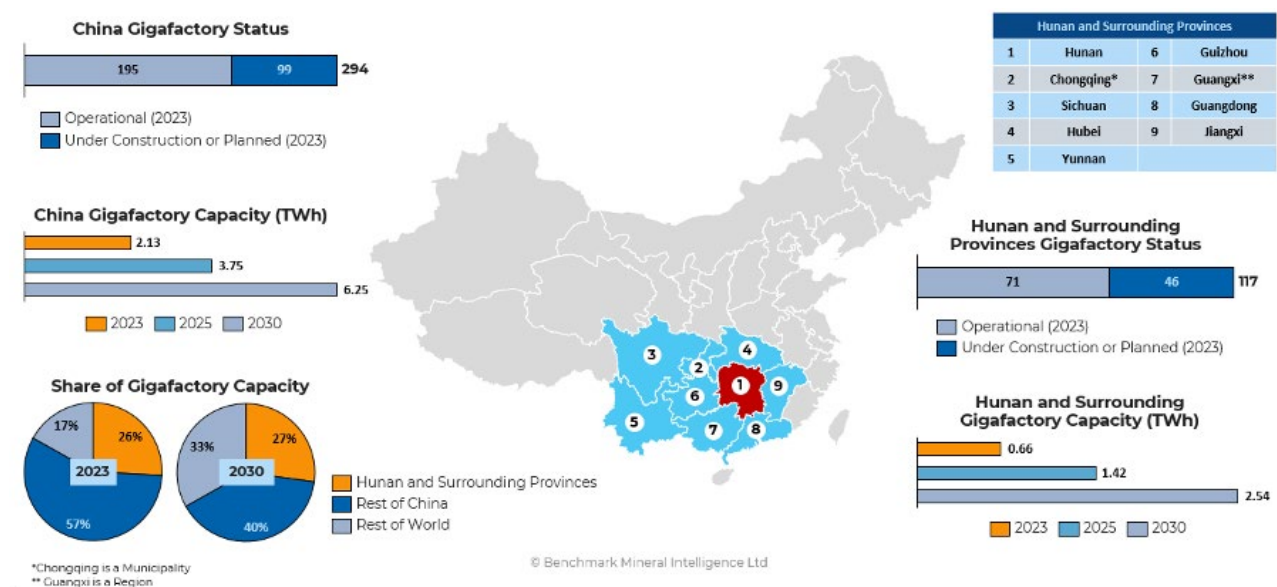 China Gigafactory Status
195 99 294
Operational (2023)
Under Construction or Planned (2023)
China Gigafactory Capacity (TWh)
2.13
3.75
6.25
2023 2025 2030
Share of Gigafactory Capacity
17% 26% 2023 57%
33% 27% 2030 40%
Hunan and Surrounding Provinces
Rest of China
Rest of World
*Chongqing is a Municipality
** Guangxi is a Region
3 4 2 1 9 6 5 7 8
© Benchmark Mineral Intelligence Ltd
Hunan and Surrounding Provinces
1 Hunan 6 Guizhou
2 Chongqing* 7 Guangxi**
3 Sichuan 8 Guangdong
4 Hubei 9 Jiangxi
5 Yunnan
Hunan and Surrounding
Provinces Gigafactory Status
71 46 117
Operational (2023)
Under Construction or Planned (2023)
Hunan and Surrounding
Gigafactory Capacity (TWh)
0.66
1.42
2.54
2023 2025 2030